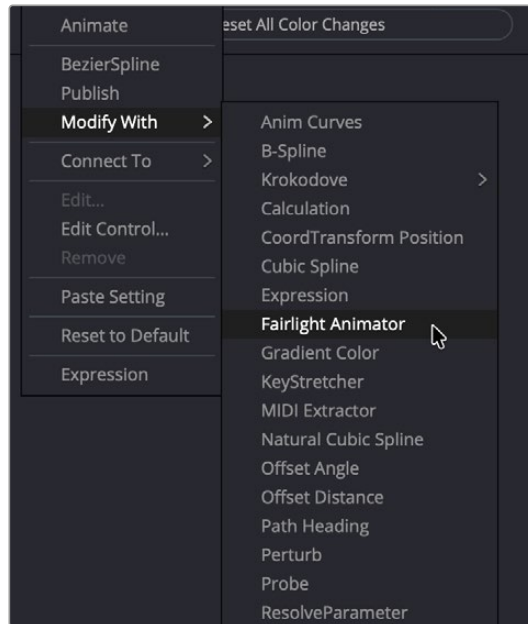 Animate
eset All Color Changes
BezierSpline
Publish
Modify With >
Connect To >
Edit...
Edit Control...
Remove
Paste Setting
Reset to Default
Expression
Anim Curves
B-Spline
Krokodove >
Calculation
CoordTransform Position
Cubic Spline
Expression
Fairlight Animator
Gradient Color
KeyStretcher
MIDI Extractor
Natural Cubic Spline
Offset Angle
Offset Distance
Path Heading
Perturb
Probe
ResolveParameter